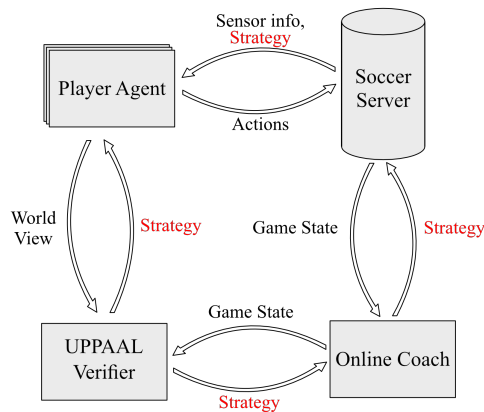 Sensor info,
Strategy
Player Agent
Soccer
Server
Actions
World
View
Strategy
Game State
Strategy
Game State
UPPAAL
Verifier
Online Coach
Strategy